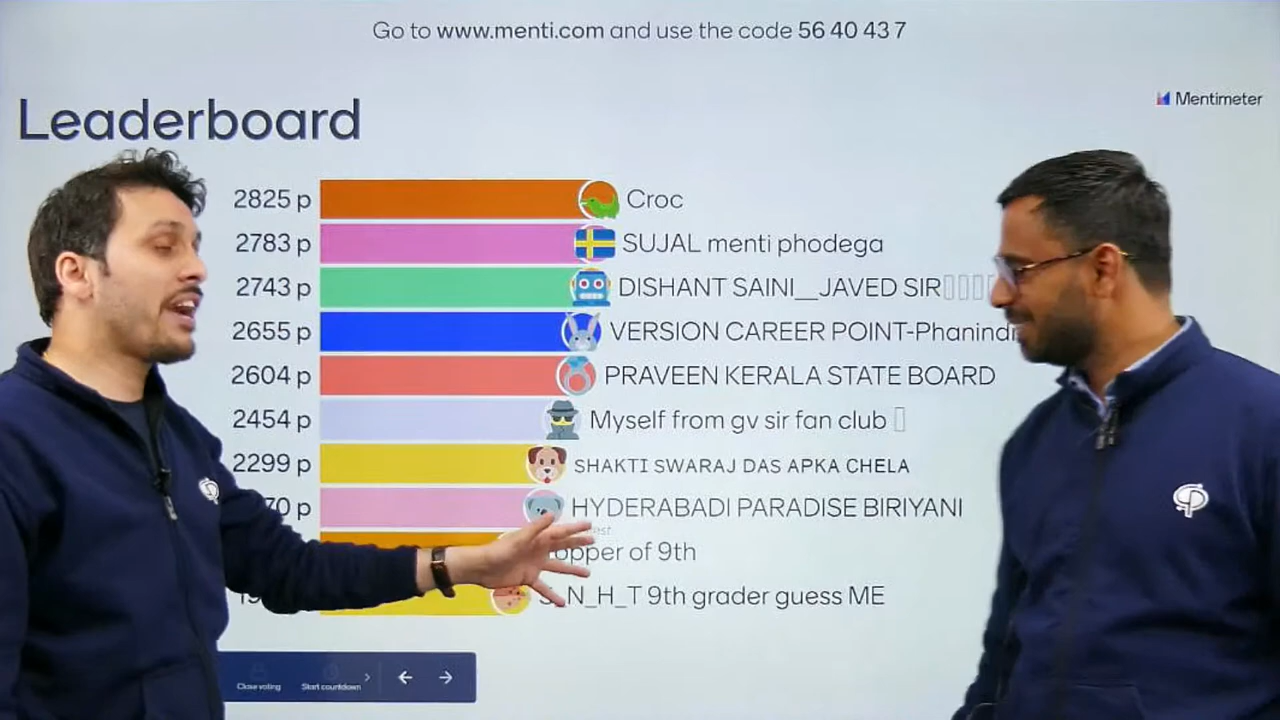 Go to www.menti.com and use the code 56 40 43 7
Mentimeter
Leaderboard
2825 p Croc
2783 p SUJAL menti phodega
2743 p DISHANT SAINI__JAVED SIR
2655 p VERSION CAREER POINT-Phanind
2604 p PRAVEEN KERALA STATE BOARD
2454 p Myself from gv sir fan club
2299 p SHAKTI SWARAJ DAS APKA CHELA
70 p HYDERABADI PARADISE BIRIYANI
opper of 9th
N_H_T 9th grader guess ME
Close voting Start countdown